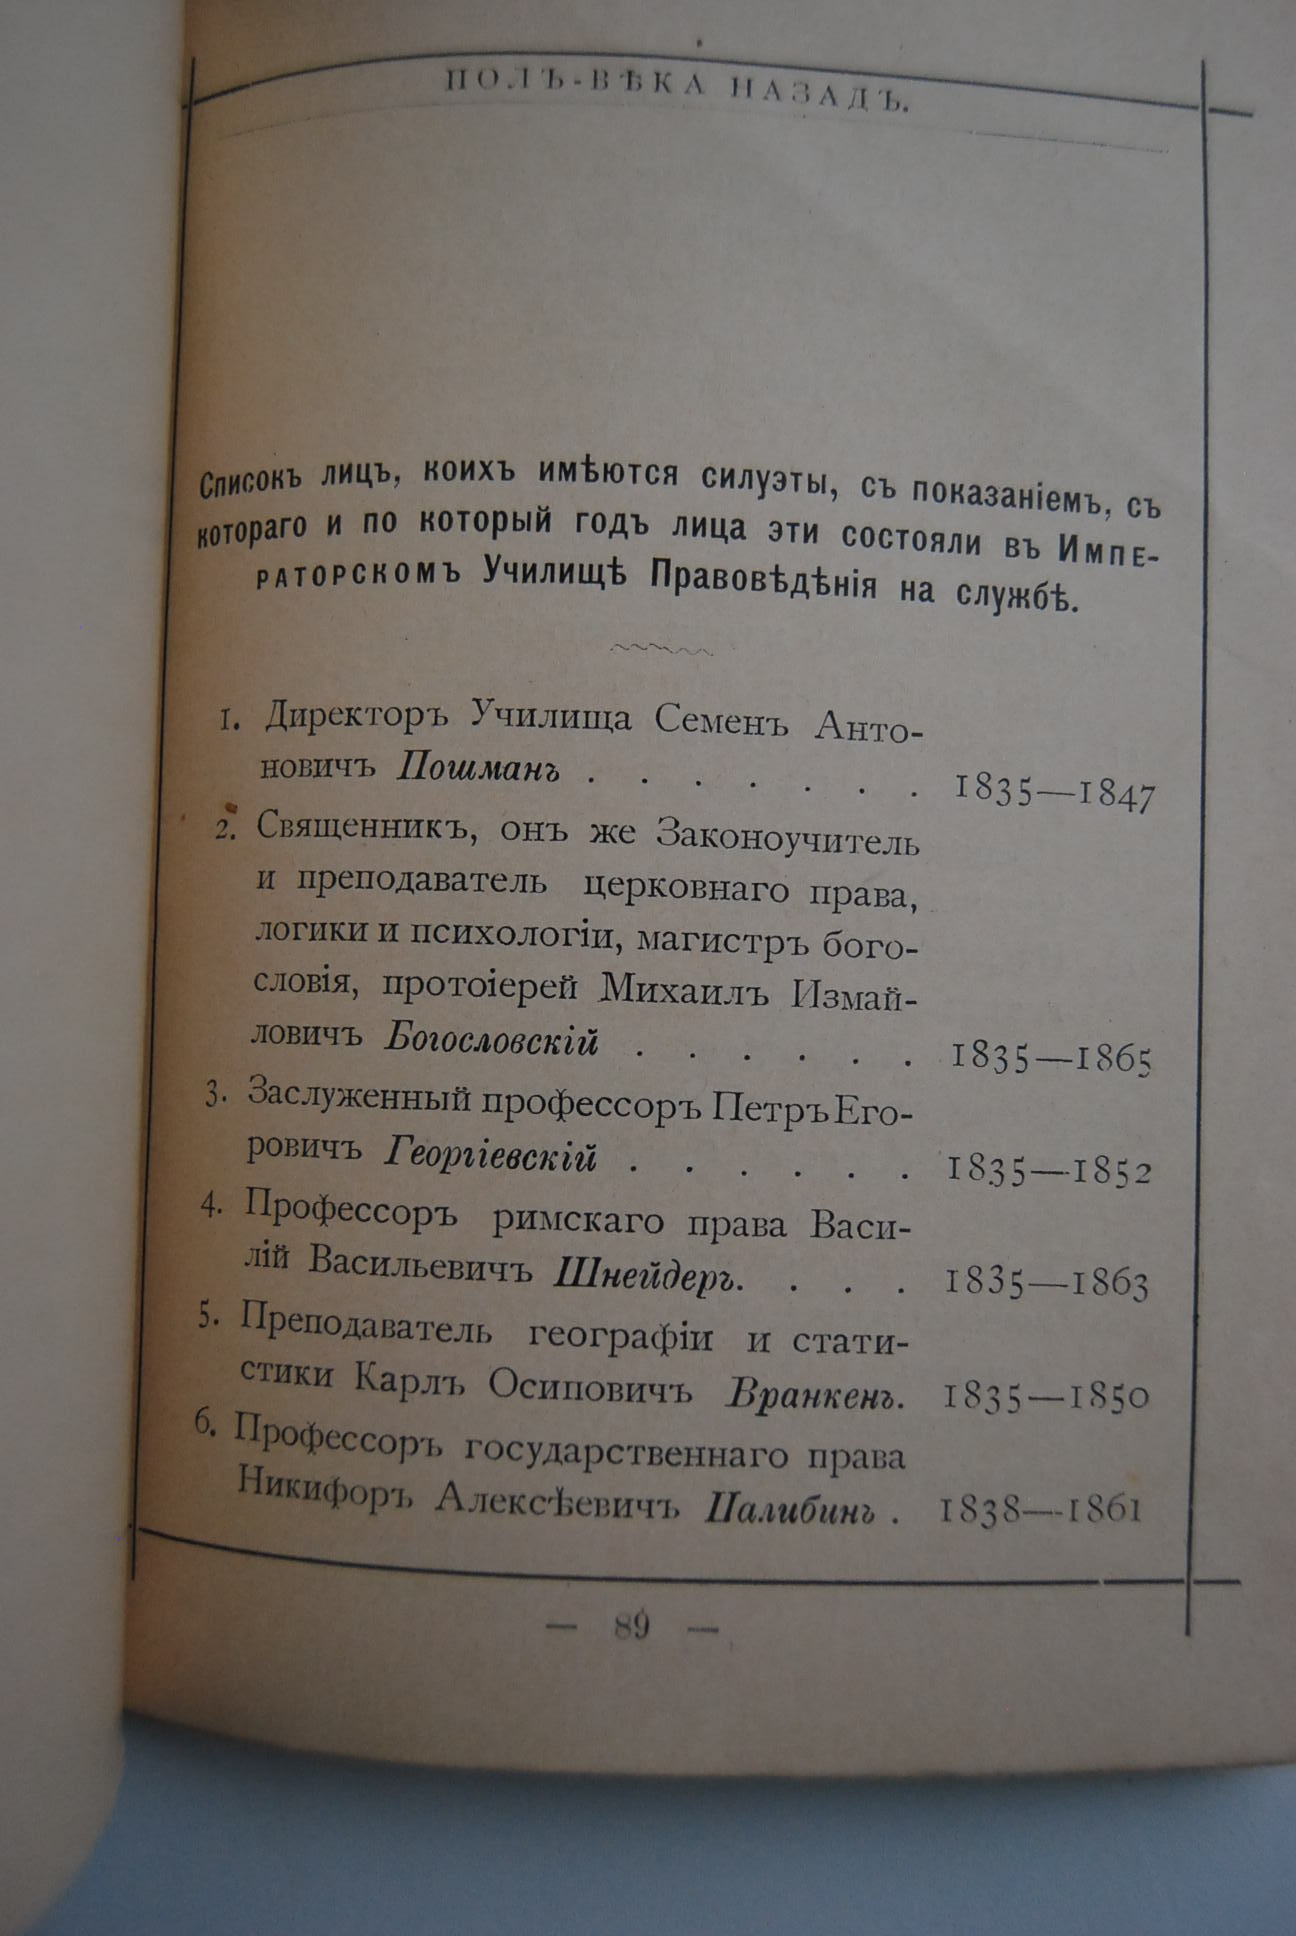 ПОЛЪ-ВѢКА НАЗАДЪ.
Списокъ лицъ, коихъ имѣются силуэты, съ показаніемъ, съ
котораго и по который годъ лица эти состояли въ ИМПЕ-
РАТОРСКОМЪ Училищѣ Правовѣдѣнія на службѣ.
1. Директоръ Училища Семенъ Анто-
новичъ Пошманъ . . . . . . . 1835—1847
2. Священникъ, онъ же Законоучитель
и преподаватель церковнаго права,
логики и психологіи, магистръ бого-
словія, протоіерей Михаилъ Измай-
ловичъ Богословскій . . . . . . 1835—1865
3. Заслуженный профессоръ Петръ Его-
ровичъ Георгіевскій . . . . . . 1835—1852
4. Профессоръ римскаго права Васи-
лій Васильевичъ Шнейдеръ. . . . 1835—1863
5. Преподаватель географіи и стати-
стики Карлъ Осиповичъ Вранкенъ. 1835—1850
6. Профессоръ государственнаго права
Никифоръ Алексѣевичъ Палибинъ . 1838—1861
— 89 —